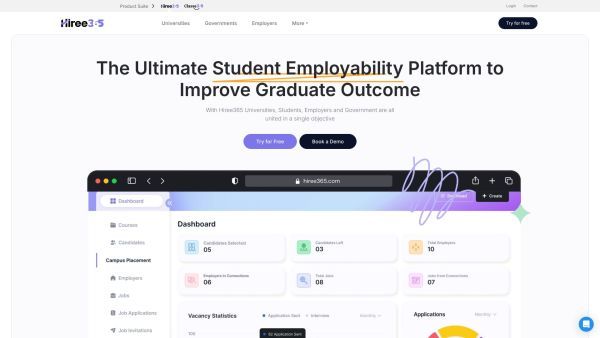 Product Suite > Hiree365 Classe365
Login Contact
Hiree365 Universities Governments Employers More Try for free
The Ultimate Student Employability Platform to
Improve Graduate Outcome
With Hiree365 Universities, Students, Employers and Government are all
united in a single objective
Try for Free Book a Demo
hiree365.com
Dashboard
Dashboard + Create
Courses
Candidates
Campus Placement
Employers
Jobs
Job Applications
Job Invitations
Dashboard
Candidates Selected
05
Candidates Left
03
Total Employers
10
Employers in Connections
06
Total Jobs
08
Jobs from Connections
07
Vacancy Statistics
Application Sent Interview Monthly
100
52 Application Sent
Applications
Monthly